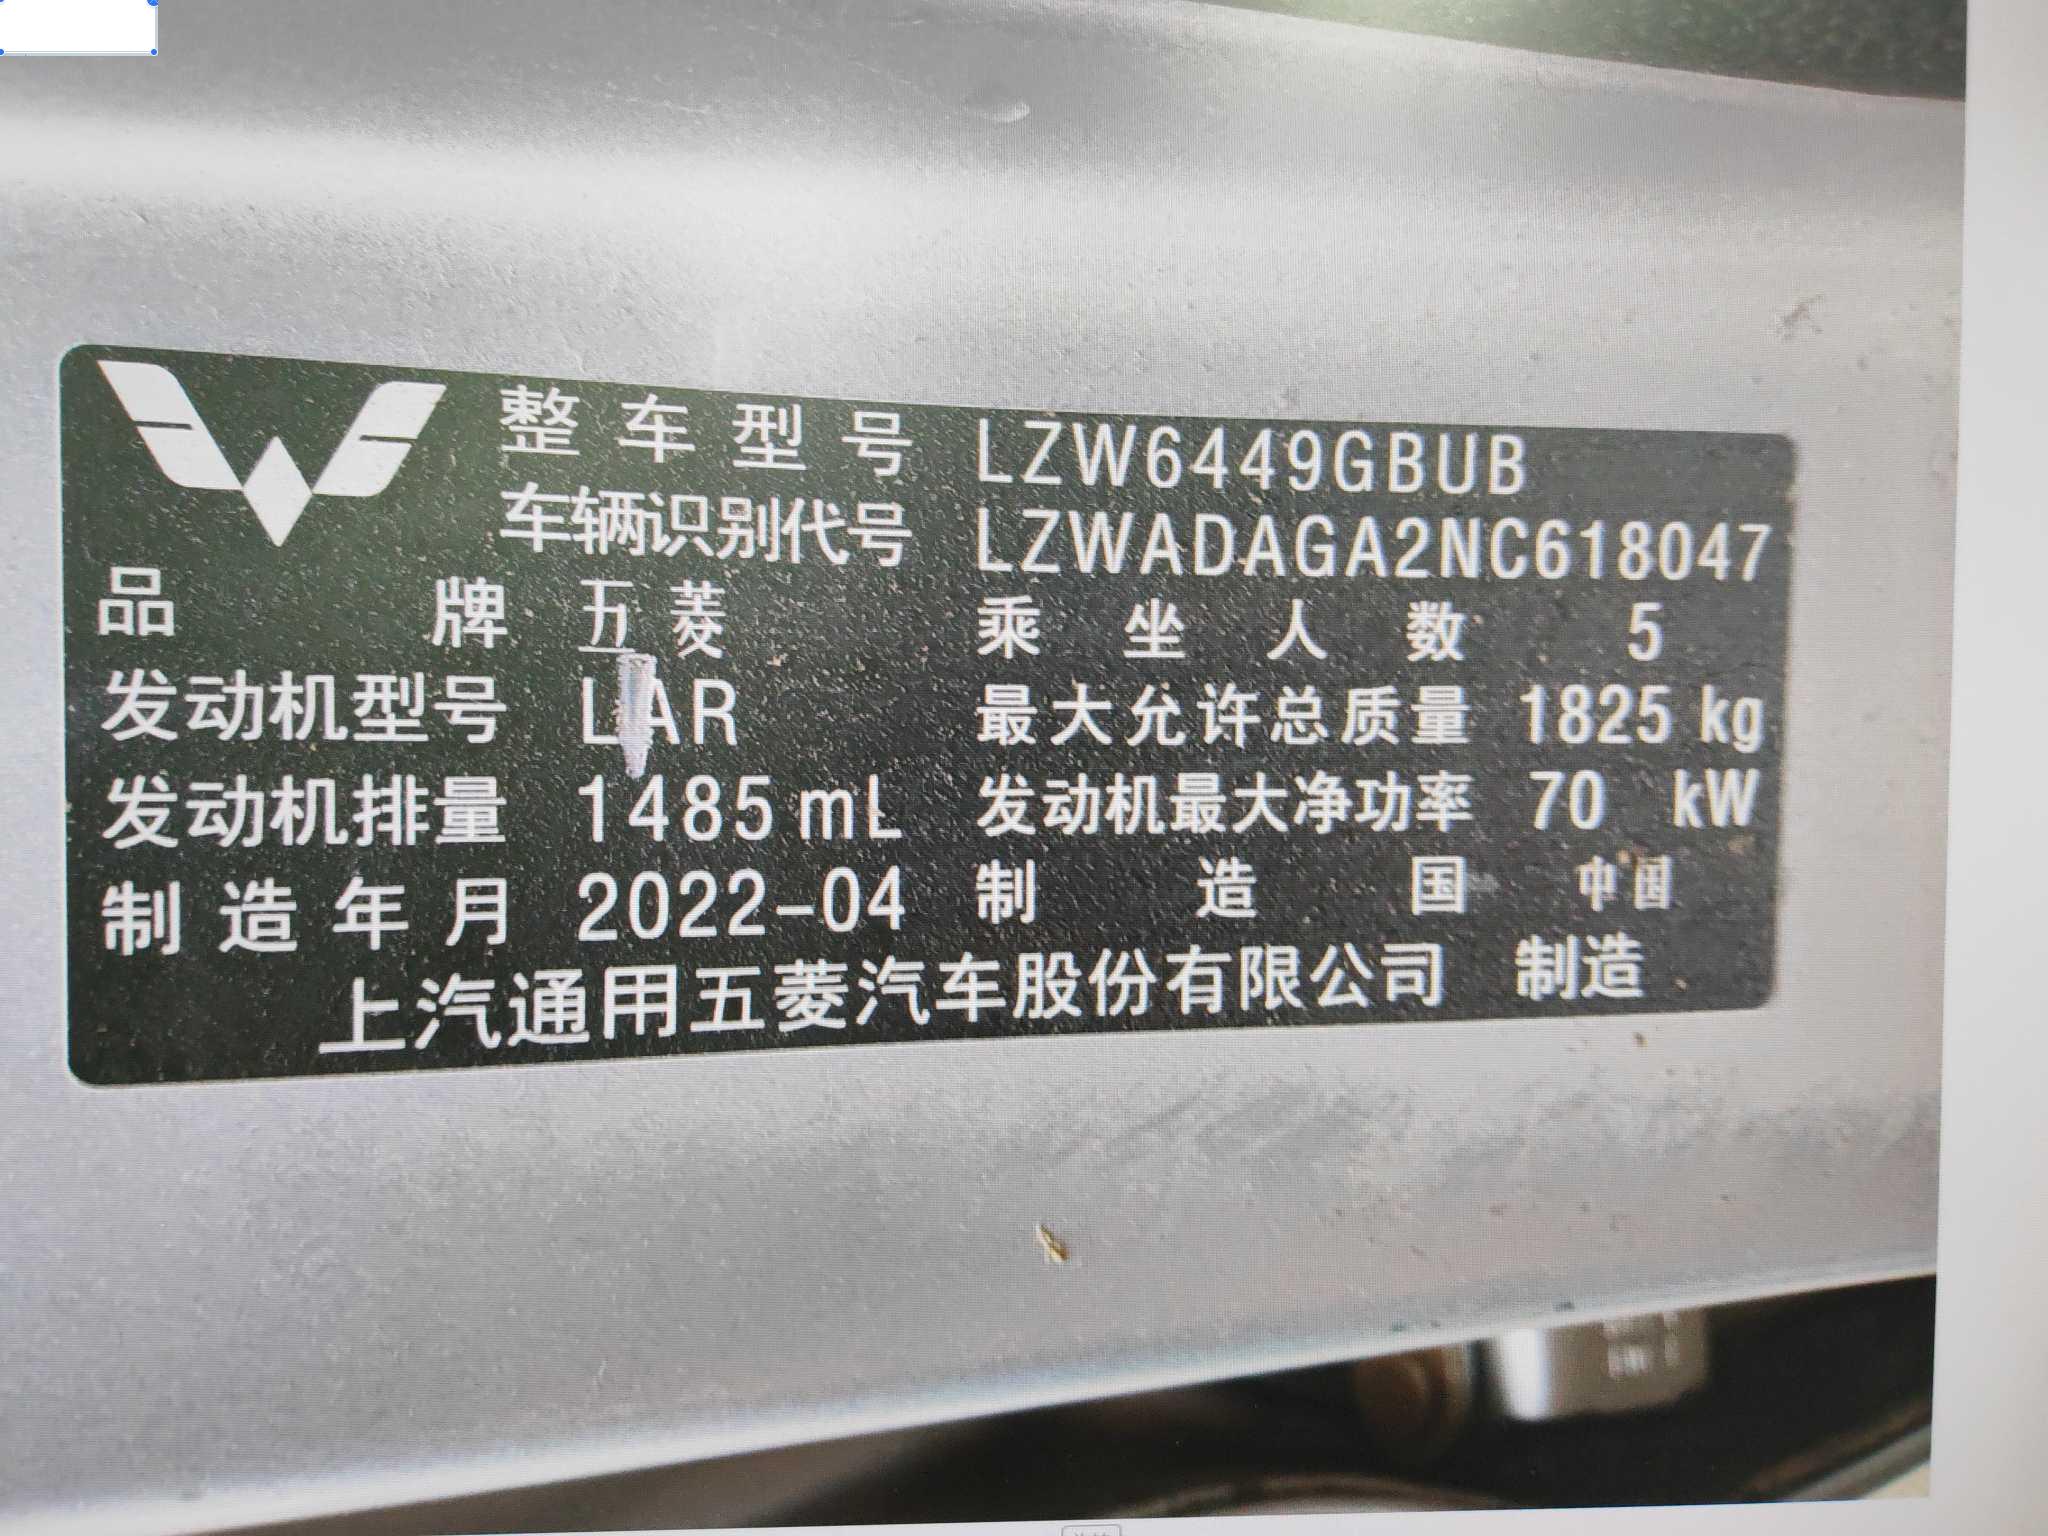 整车型号 LZW6449GBUB
车辆识别代号 LZWADAGA2NC618047
品牌 五菱 乘坐人数 5
发动机型号 LAR 最大允许总质量 1825 kg
发动机排量 1485 mL 发动机最大净功率 70 kW
制造年月 2022-04 制造国 中国
上汽通用五菱汽车股份有限公司 制造